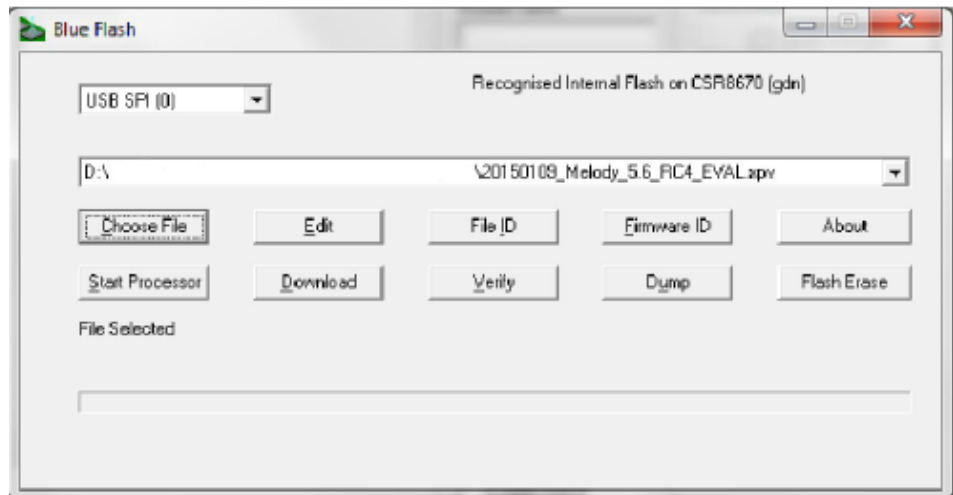 Blue Flash
Recognised Internal Flash on CSR8670 (gdn)
USB SPI (0)
D:\ \20150109_Melody_5.6_RC4_EVAL.xpv
Choose File Edit File ID Firmware ID About
Start Processor Download Verify Dump Flash Erase
File Selected